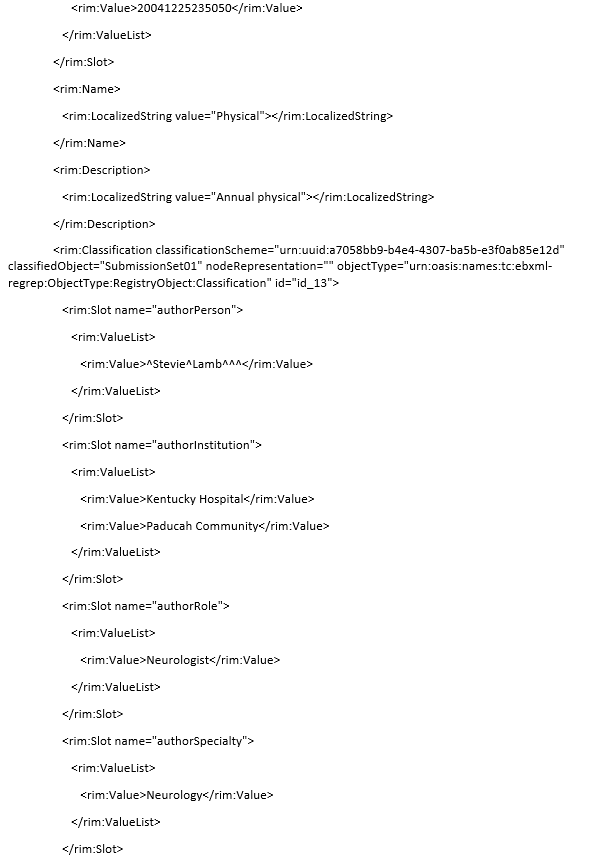 <rim:Value>20041225235050</rim:Value>
</rim:ValueList>
</rim:Slot>
<rim:Name>
<rim:LocalizedString value="Physical"></rim:LocalizedString>
</rim:Name>
<rim:Description>
<rim:LocalizedString value="Annual physical"></rim:LocalizedString>
</rim:Description>
<rim:Classification classificationScheme="urn:uuid:a7058bb9-b4e4-4307-ba5b-e3f0ab85e12d"
classifiedObject="SubmissionSet01" nodeRepresentation="" objectType="urn:oasis:names:tc:ebxml-
regrep:ObjectType:RegistryObject:Classification" id="id_13">
<rim:Slot name="authorPerson">
<rim:ValueList>
<rim:Value>^Stevie^Lamb^^^</rim:Value>
</rim:ValueList>
</rim:Slot>
<rim:Slot name="authorInstitution">
<rim:ValueList>
<rim:Value>Kentucky Hospital</rim:Value>
<rim:Value>Paducah Community</rim:Value>
</rim:ValueList>
</rim:Slot>
<rim:Slot name="authorRole">
<rim:ValueList>
<rim:Value>Neurologist</rim:Value>
</rim:ValueList>
</rim:Slot>
<rim:Slot name="authorSpecialty">
<rim:ValueList>
<rim:Value>Neurology</rim:Value>
</rim:ValueList>
</rim:Slot>